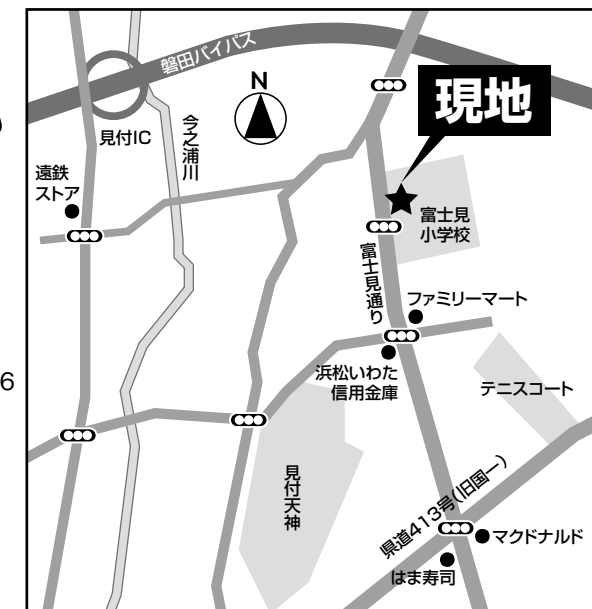 磐田バイパス
N
現地
見付IC
今之浦川
遠鉄
ストア
富士見
小学校
富士見通り
ファミリーマート
浜松いわた
信用金庫
テニスコート
6
見付天神
県道413号(旧国一)
マクドナルド
はま寿司